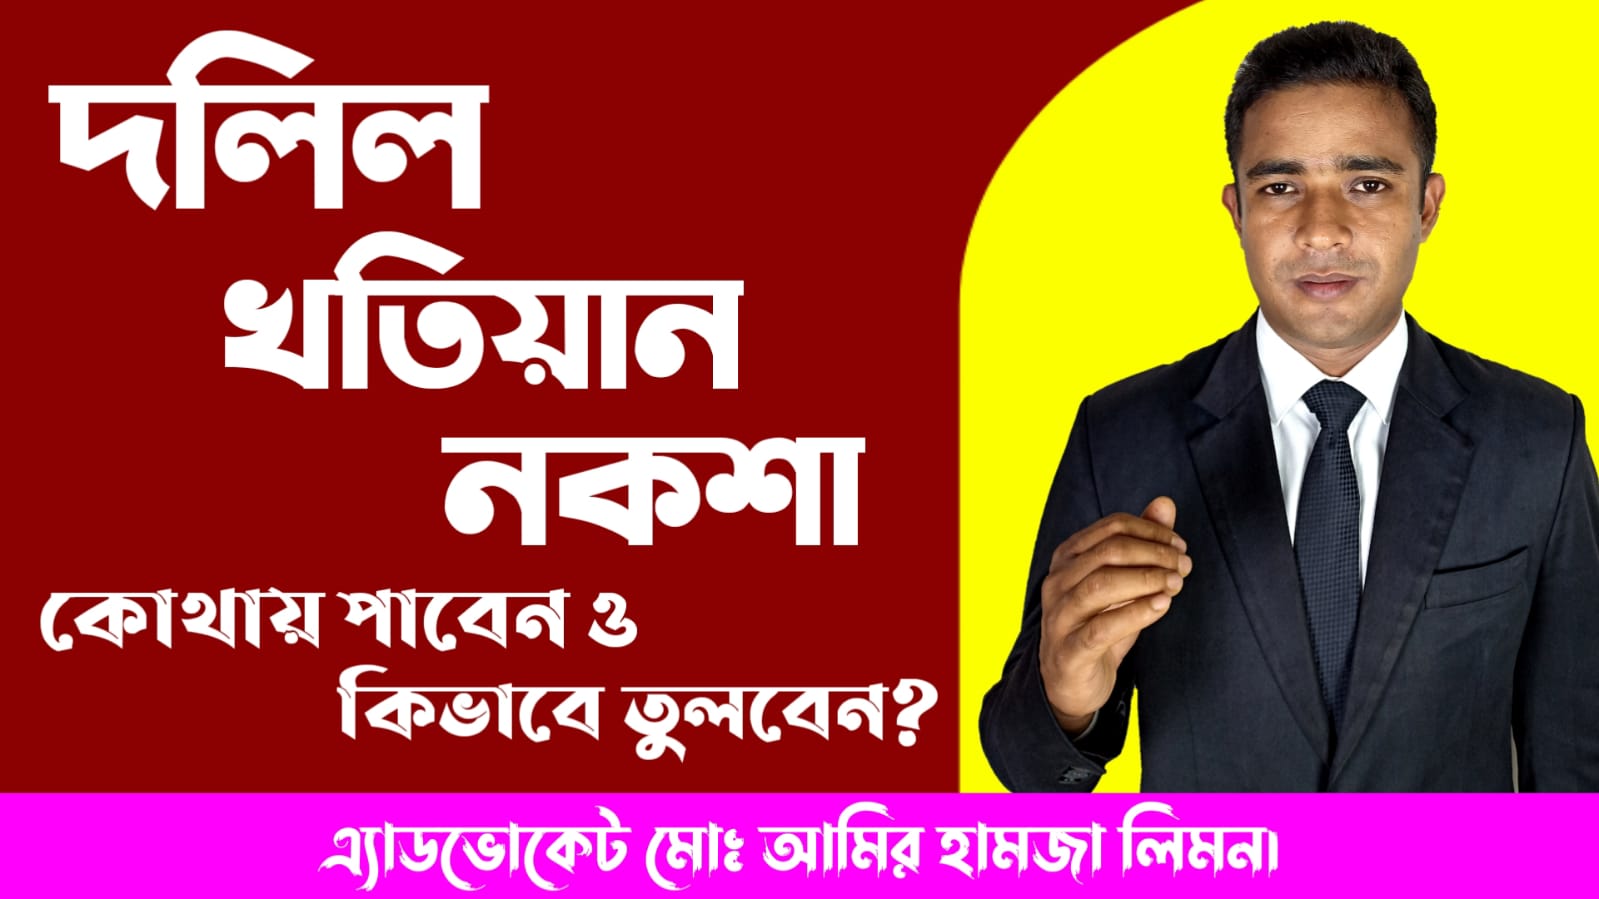 দলিল
খতিয়ান
নকশা
কোথায় পাবেন ও
কিভাবে তুলবেন?
এ্যাডভোকেট মোঃ আমির হামজা লিমন।